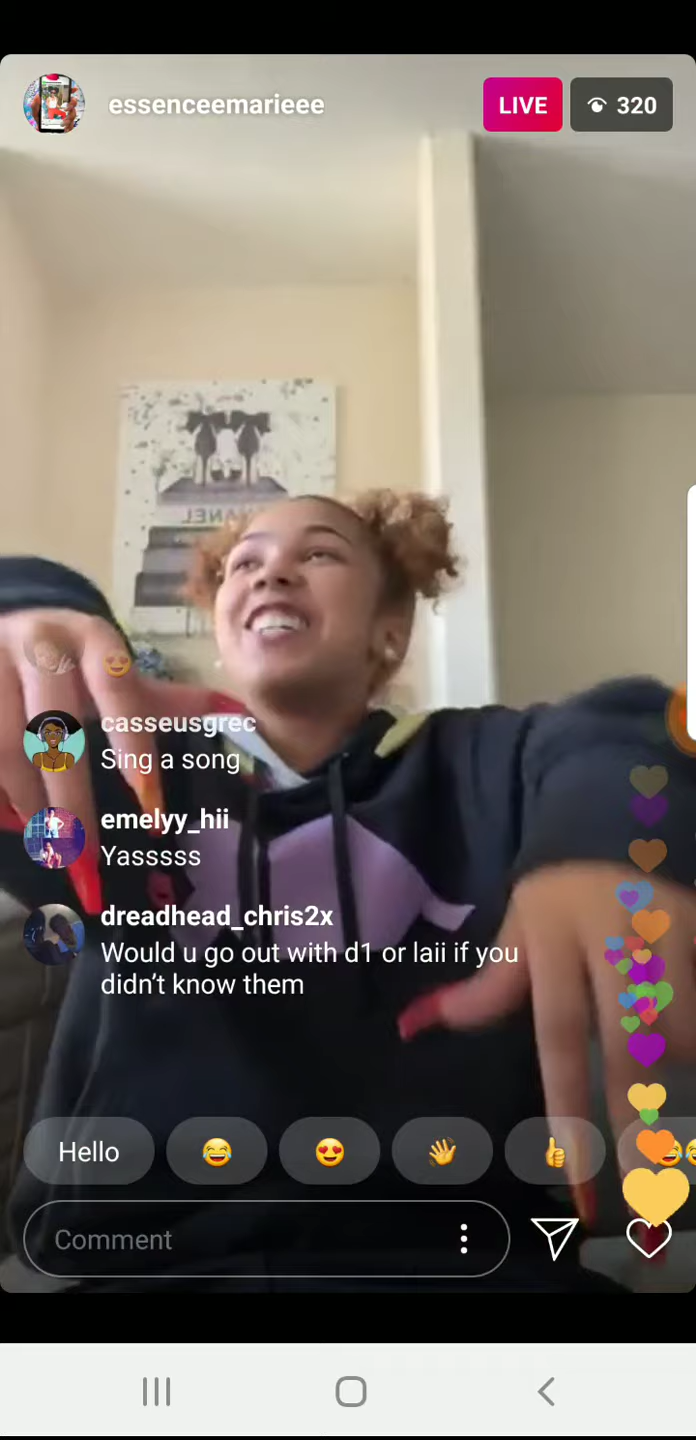 essenceemarieee
LIVE
320
CHANEL
casseusgrec
Sing a song
emelyy_hii
Yasssss
dreadhead_chris2x
Would u go out with d1 or laii if you
didn’t know them
Hello
Comment